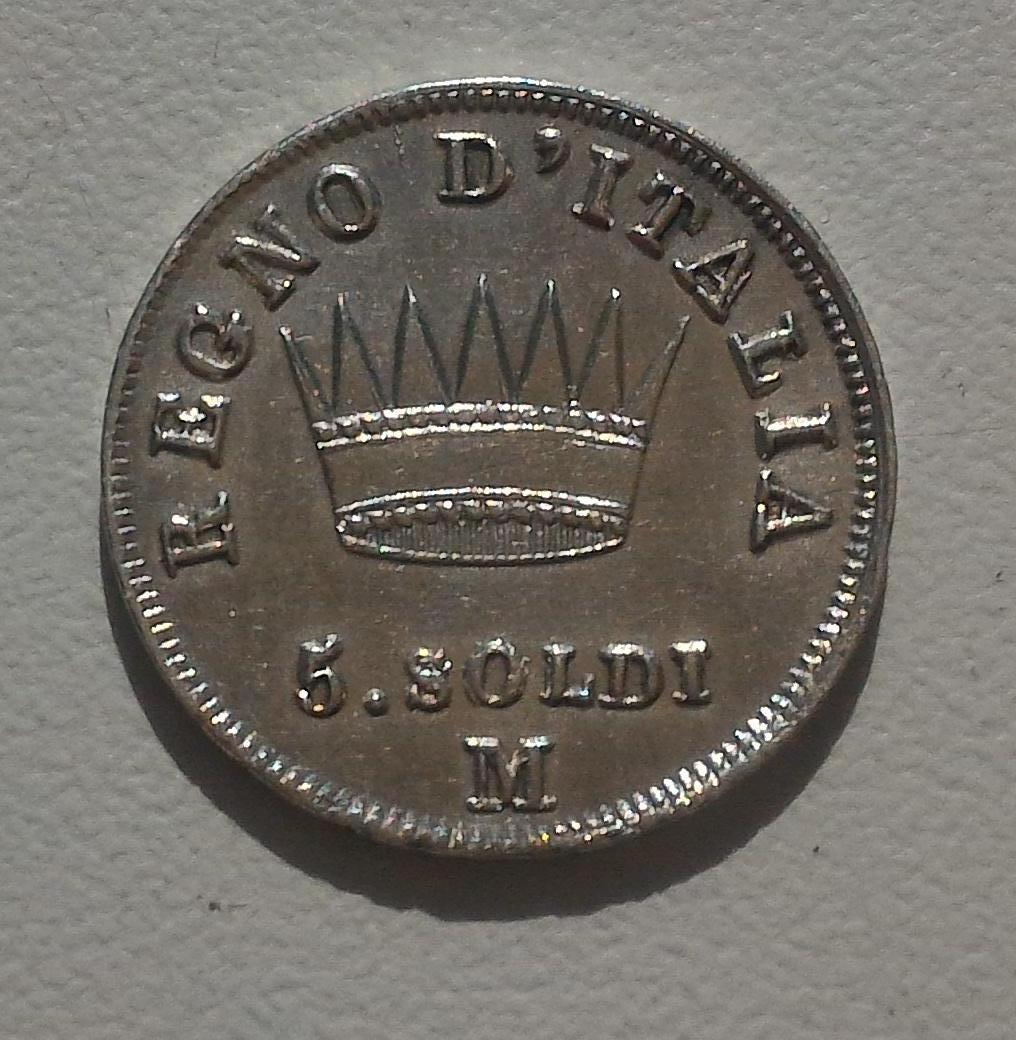 REGNO D'ITALIA
5. SOLDI
M